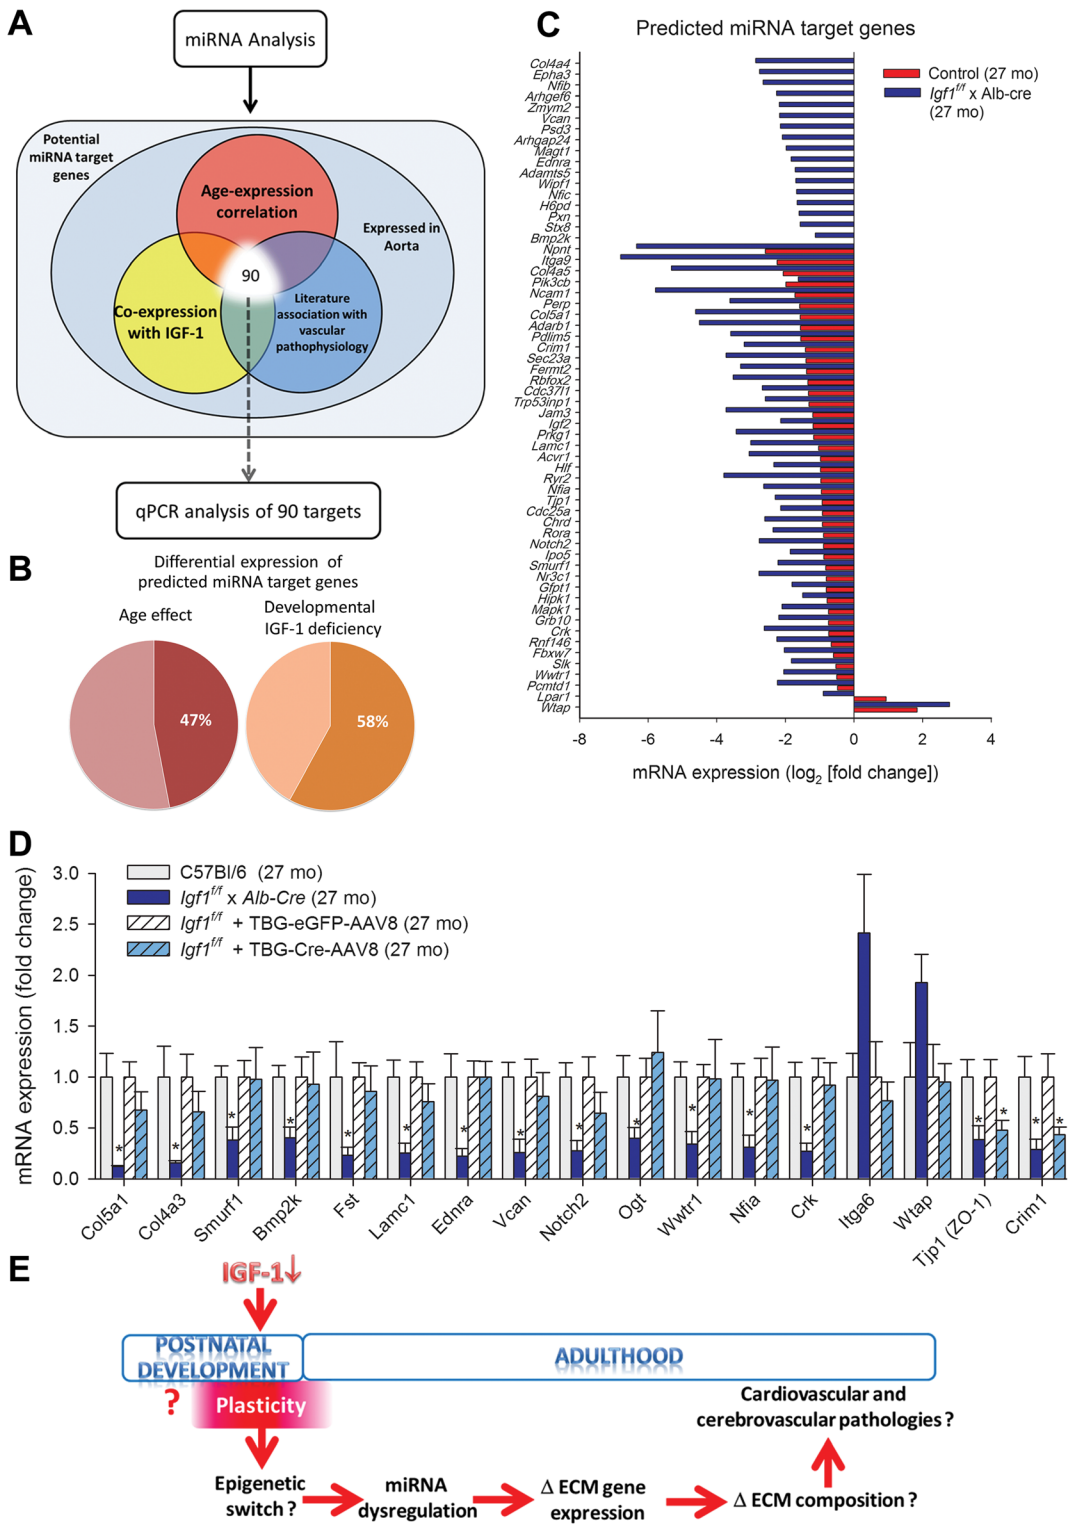 A
miRNA Analysis
Potential
miRNA target
genes
Age-expression
correlation
Expressed in
Aorta
90
Co-expression
with IGF-1
Literature
association with
vascular
pathophysiology
qPCR analysis of 90 targets
B
Differential expression of
predicted miRNA target genes
Age effect
Developmental
IGF-1 deficiency
47%
58%
C
Predicted miRNA target genes
Control (27 mo)
Igf1f/f x Alb-cre
(27 mo)
Col4a4
Epha3
Nfib
Arhgef6
Zmym2
Vcan
Psd3
Arhgap24
Magt1
Ednra
Adamts5
Wipf1
Nfic
H6pd
Pxn
Stx8
Bmp2k
Npnt
Itga9
Col4a5
Pik3cb
Ncam1
Perp
Col5a1
Adarb1
Pdlim5
Crim1
Sec23a
Fermt2
Rbfox2
Cdc37l1
Trp53inp1
Jam3
Igf2
Prkg1
Lamc1
Acvr1
Hlf
Ryr2
Nfia
Tjp1
Cdc25a
Chrd
Rora
Notch2
Ipo5
Smurf1
Nr3c1
Gfpt1
Hipk1
Mapk1
Grb10
Crk
Rnf146
Fbxw7
Slk
Wwtr1
Pcmtd1
Lpar1
Wtap
-8 -6 -4 -2 0 2 4
mRNA expression (log2 [fold change])
D
mRNA expression (fold change)
3.0
2.5
2.0
1.5
1.0
0.5
0.0
C57Bl/6 (27 mo)
Igf1f/f x Alb-Cre (27 mo)
Igf1f/f + TBG-eGFP-AAV8 (27 mo)
Igf1f/f + TBG-Cre-AAV8 (27 mo)
* * * * * * * * * * * * * * * * *
Col5a1 Col4a3 Smurf1 Bmp2k Fst Lamc1 Ednra Vcan Notch2 Ogt Wwtr1 Nfia Crk Itga6 Wtap Tjp1 (ZO-1) Crim1
E
IGF-1↓
POSTNATAL
DEVELOPMENT
ADULTHOOD
? Plasticity
Cardiovascular and
cerebrovascular pathologies ?
Epigenetic
switch ?
miRNA
dysregulation
Δ ECM gene
expression
Δ ECM composition ?